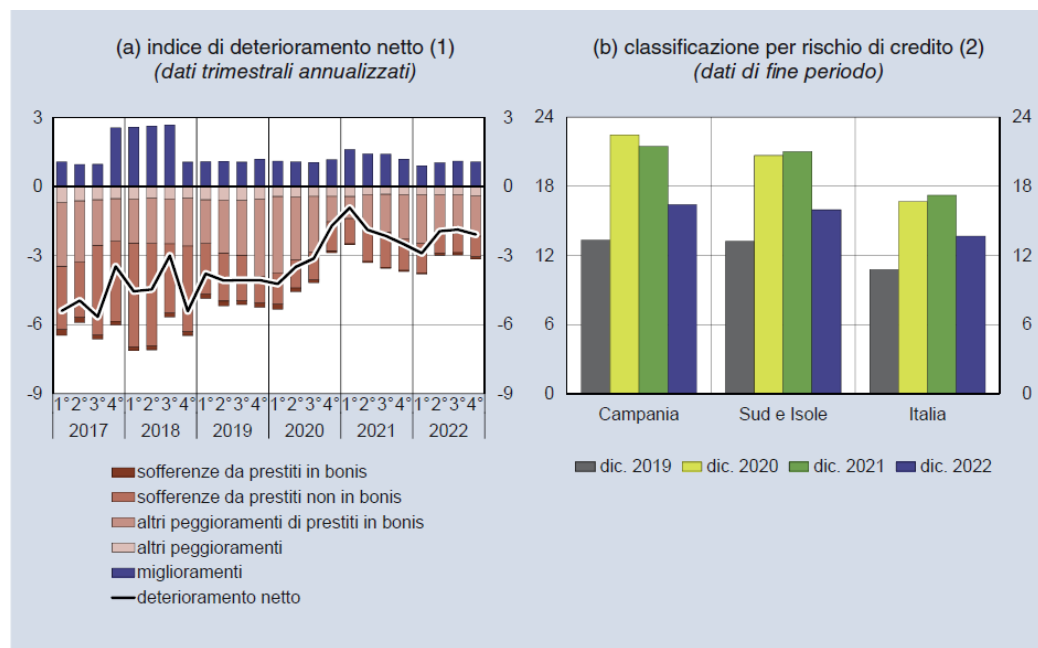 (a) indice di deterioramento netto (1)
(dati trimestrali annualizzati)
3
0
-3
-6
-9
3
0
-3
-6
-9
1° 2° 3° 4° 1° 2° 3° 4° 1° 2° 3° 4° 1° 2° 3° 4° 1° 2° 3° 4° 1° 2° 3° 4°
2017 2018 2019 2020 2021 2022
sofferenze da prestiti in bonis
sofferenze da prestiti non in bonis
altri peggioramenti di prestiti in bonis
altri peggioramenti
miglioramenti
deterioramento netto
(b) classificazione per rischio di credito (2)
(dati di fine periodo)
24
18
12
6
0
24
18
12
6
0
Campania Sud e Isole Italia
dic. 2019 dic. 2020 dic. 2021 dic. 2022